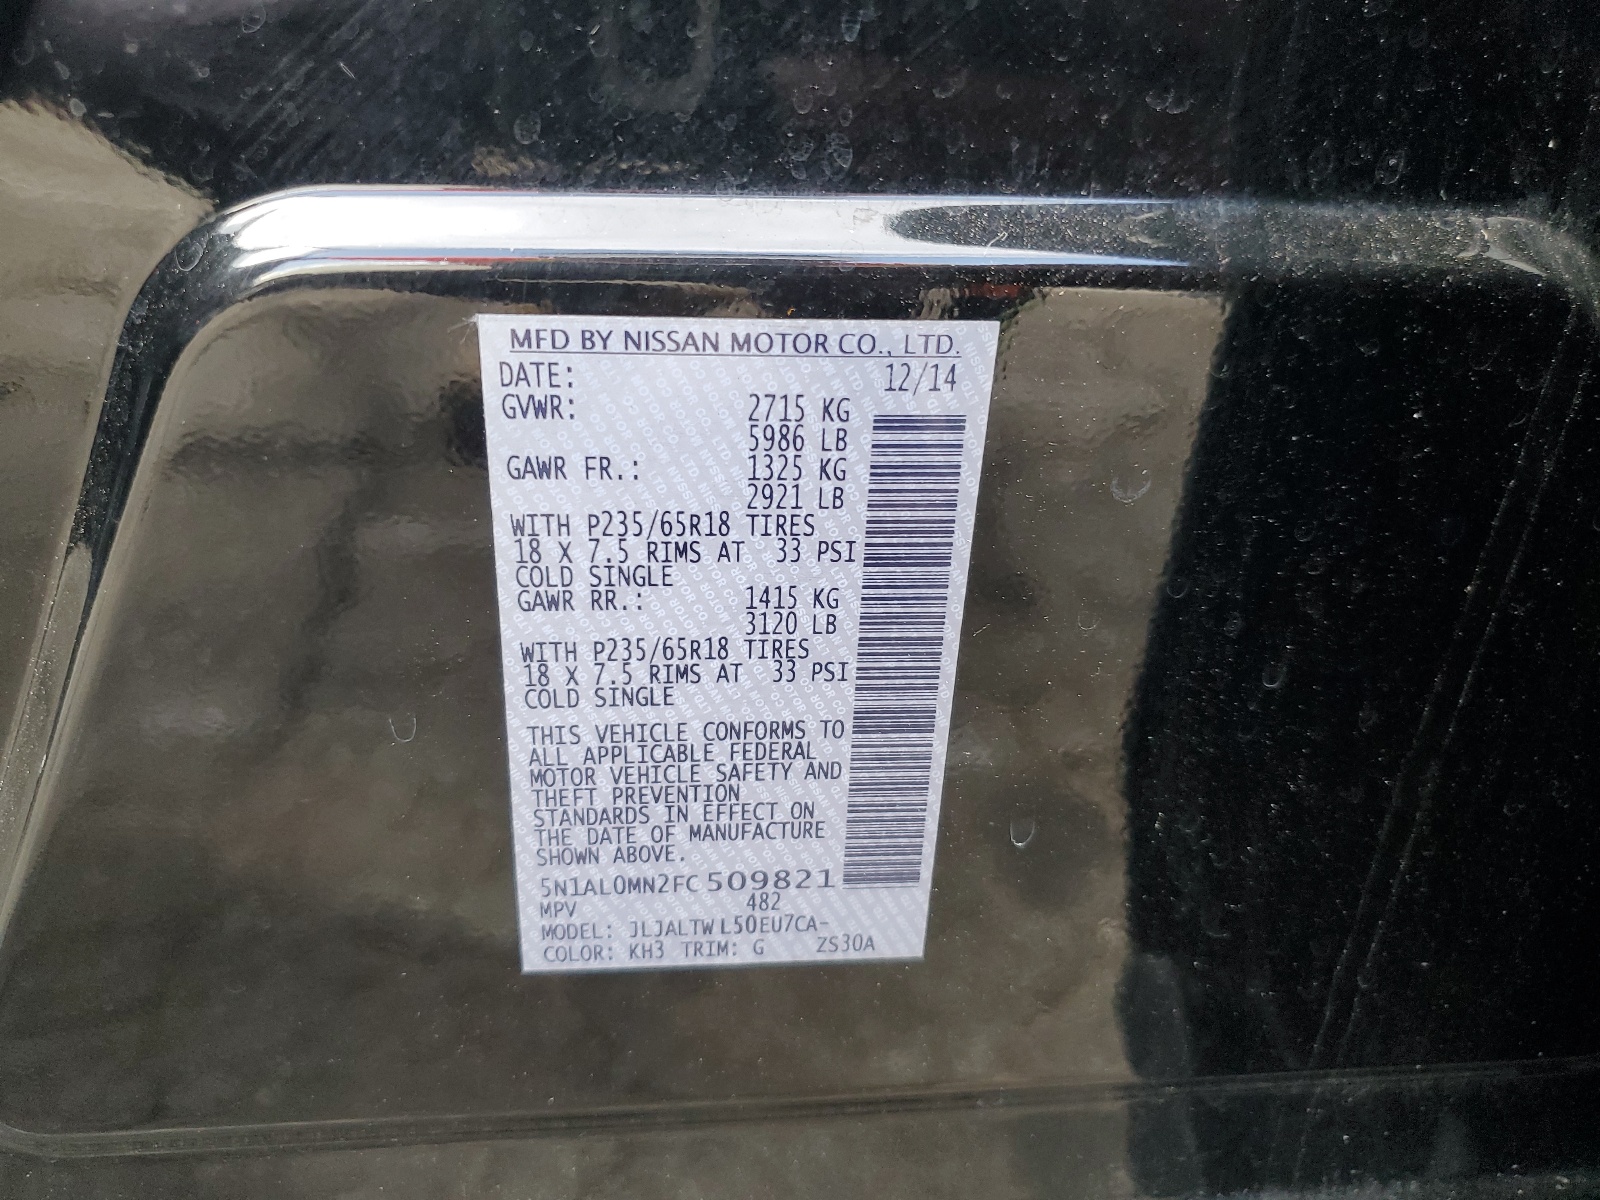 MFD BY NISSAN MOTOR CO., LTD.
DATE: 12/14
GVWR: 2715 KG
5986 LB
GAWR FR.: 1325 KG
2921 LB
WITH P235/65R18 TIRES
18 X 7.5 RIMS AT 33 PSI
COLD SINGLE
GAWR RR.: 1415 KG
3120 LB
WITH P235/65R18 TIRES
18 X 7.5 RIMS AT 33 PSI
COLD SINGLE
THIS VEHICLE CONFORMS TO
ALL APPLICABLE FEDERAL
MOTOR VEHICLE SAFETY AND
THEFT PREVENTION
STANDARDS IN EFFECT ON
THE DATE OF MANUFACTURE
SHOWN ABOVE.
5N1AL0MN2FC509821
MPV 482
MODEL: JLJALTWL50EU7CA-
COLOR: KH3 TRIM: G ZS30A